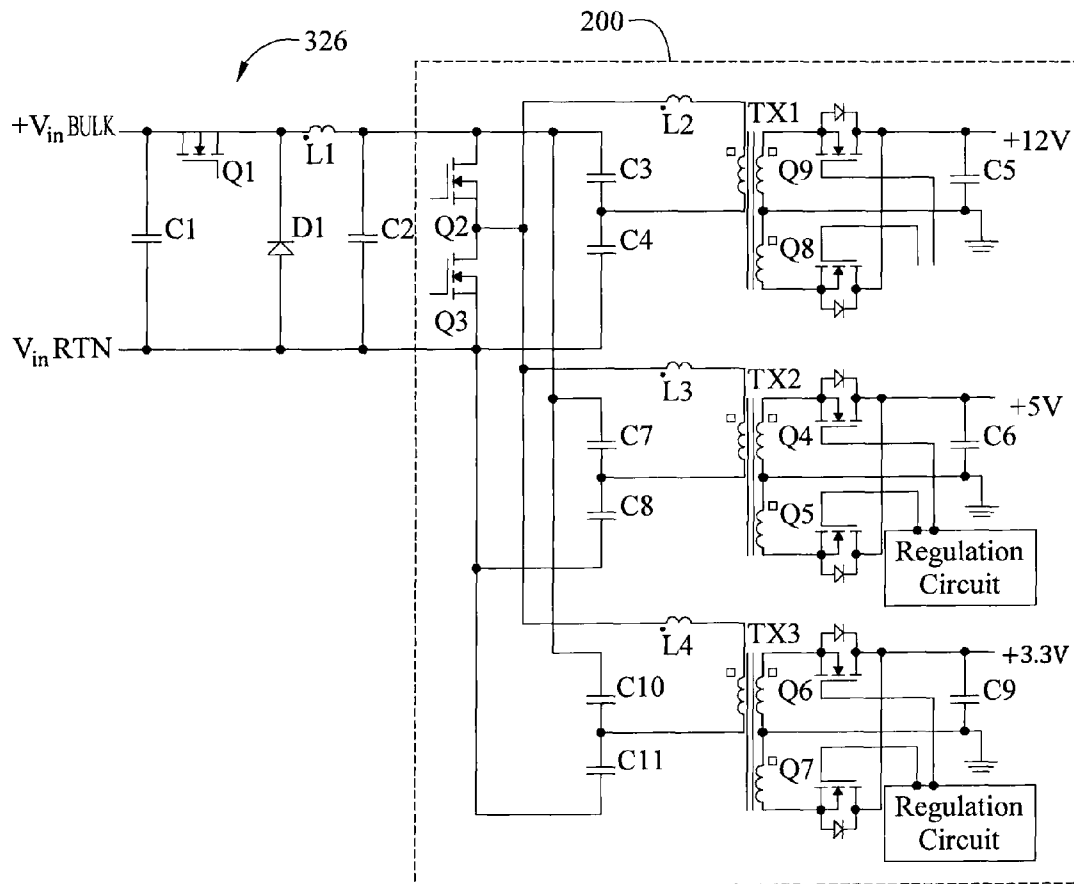 200
326
+Vin BULK
Q1
L1
C1
D1
C2
Q2
Q3
Vin RTN
L2
TX1
C3
C4
Q9
Q8
+12V
C5
L3
TX2
C7
C8
Q4
Q5
+5V
C6
Regulation
Circuit
L4
TX3
C10
C11
Q6
Q7
+3.3V
C9
Regulation
Circuit